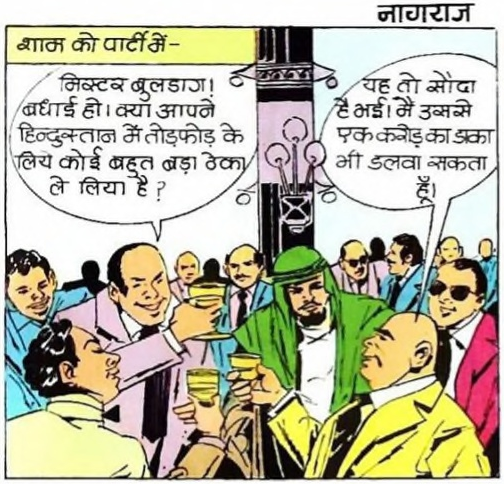 नागराज
शाम को पार्टी में-
मिस्टर बुलडाग!
बधाई हो। क्या आपने
हिन्दुस्तान में तोड़फोड़ के
लिये कोई बहुत बड़ा ठेका
ले लिया है?
यह तो सौदा
है भई। मैं उससे
एक करोड़ का डाका
भी डलवा सकता
हूँ।